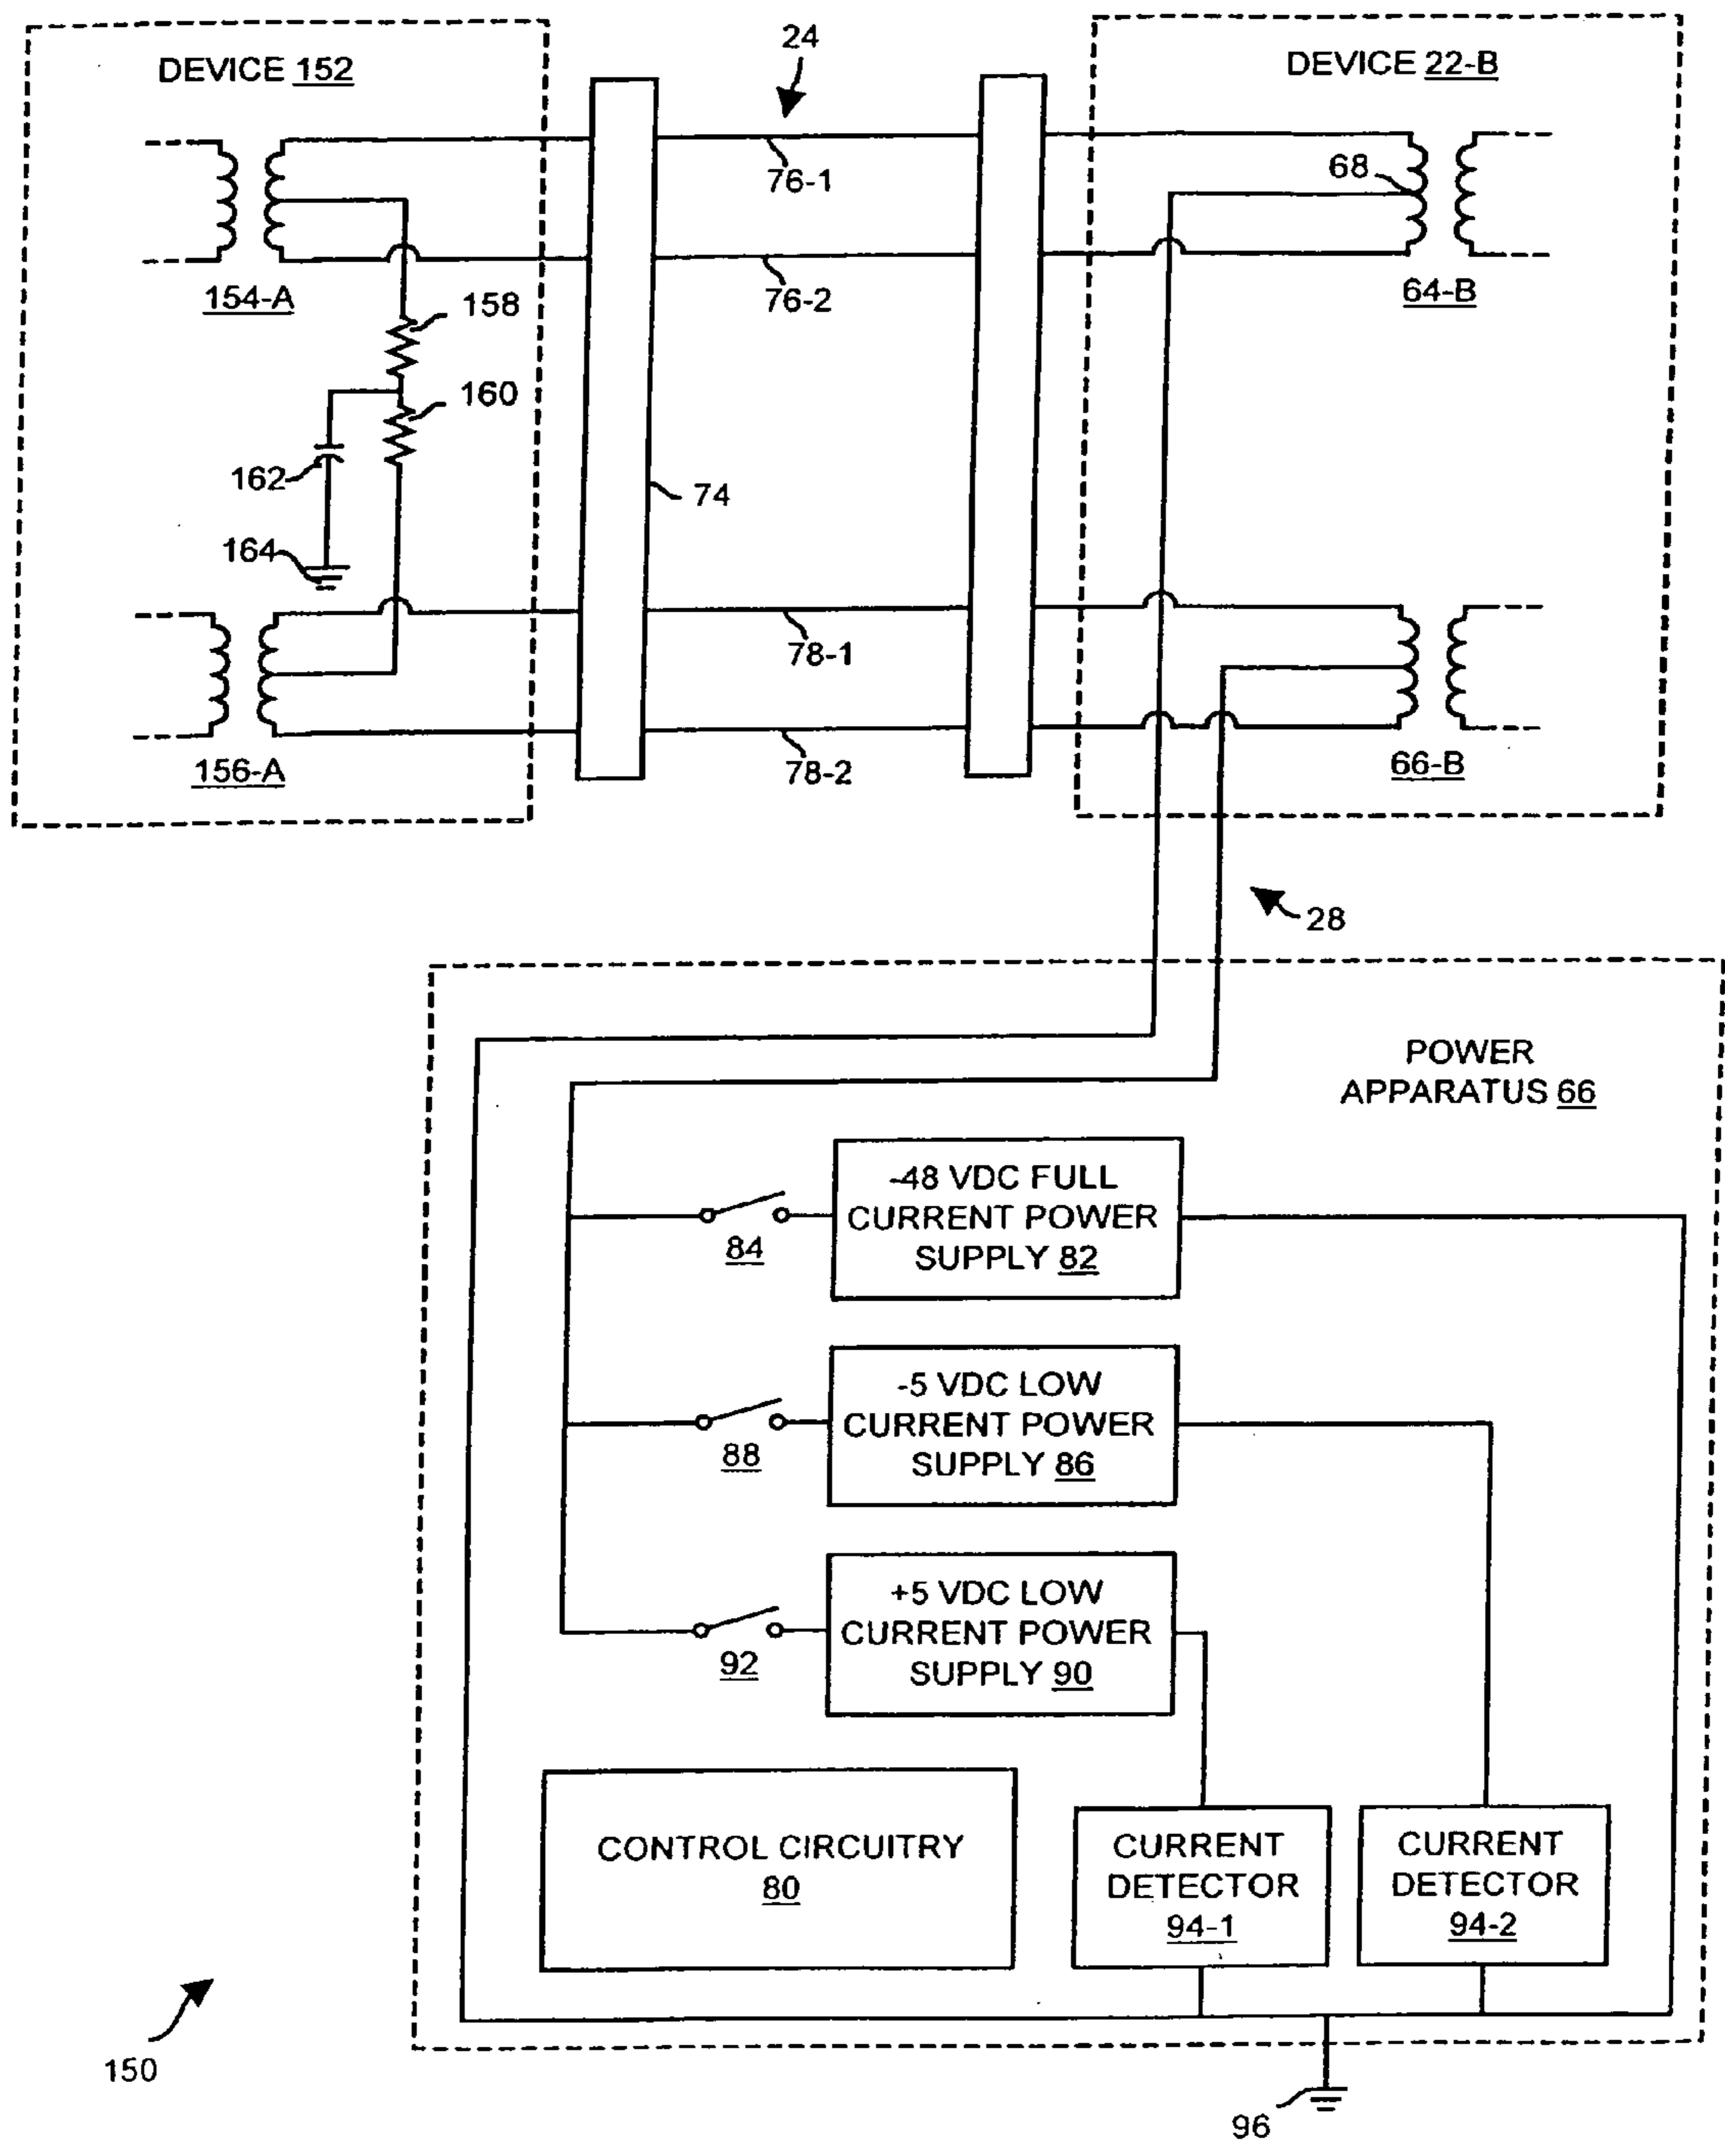 DEVICE 152
24
DEVICE 22-B
76-1
68
76-2
154-A
64-B
158
160
162
74
164
78-1
78-2
156-A
66-B
28
POWER
APPARATUS 66
-48 VDC FULL
CURRENT POWER
SUPPLY 82
84
-5 VDC LOW
CURRENT POWER
SUPPLY 86
88
+5 VDC LOW
CURRENT POWER
SUPPLY 90
92
CONTROL CIRCUITRY
80
CURRENT
DETECTOR
94-1
CURRENT
DETECTOR
94-2
150
96